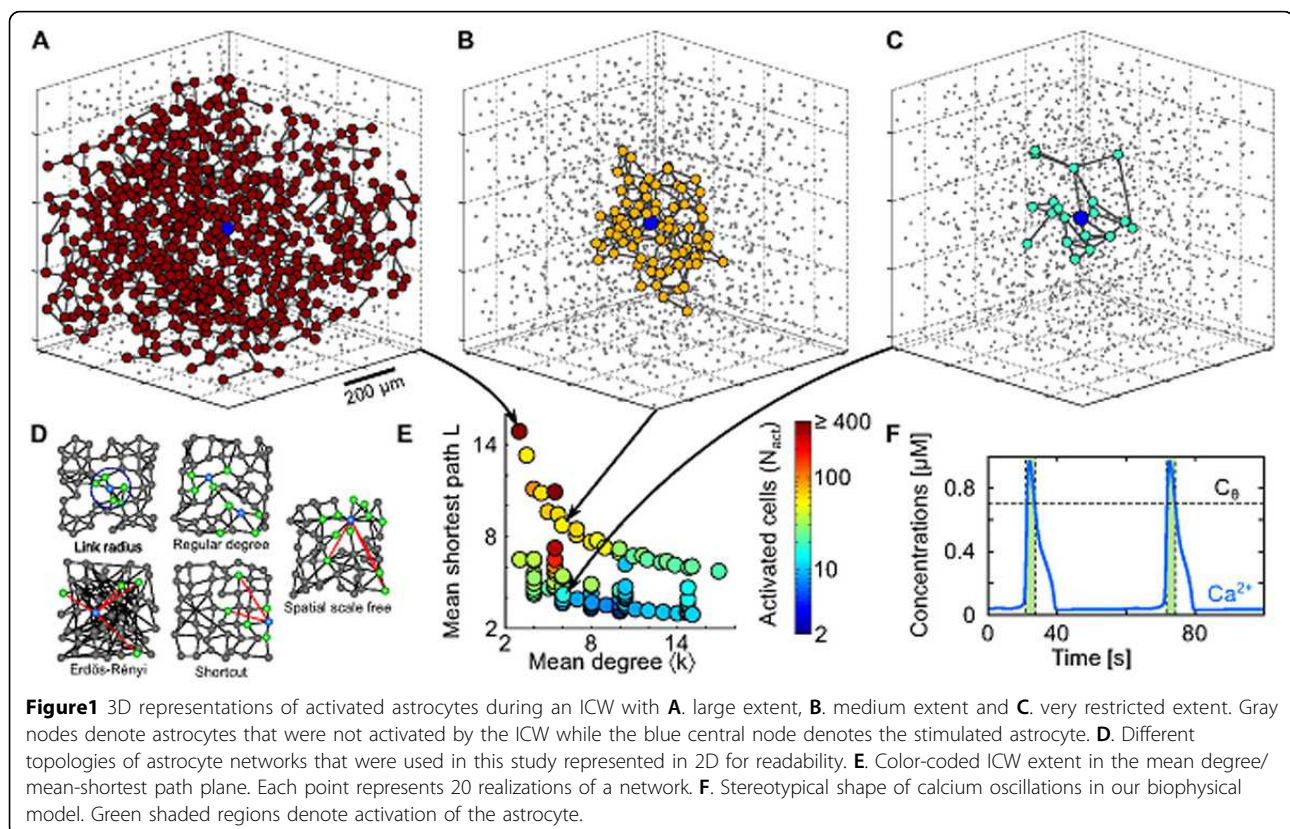 A
B
C
200 µm
D
Link radius
Regular degree
Spatial scale free
Erdös-Rényi
Shortcut
E
Mean shortest path L
14
8
2
2
8
14
Mean degree ⟨k⟩
Activated cells (Nact)
≥ 400
100
10
2
F
Concentrations [µM]
0.8
0.4
0
Cθ
Ca2+
0
40
80
Time [s]
Figure1 3D representations of activated astrocytes during an ICW with A. large extent, B. medium extent and C. very restricted extent. Gray
nodes denote astrocytes that were not activated by the ICW while the blue central node denotes the stimulated astrocyte. D. Different
topologies of astrocyte networks that were used in this study represented in 2D for readability. E. Color-coded ICW extent in the mean degree/
mean-shortest path plane. Each point represents 20 realizations of a network. F. Stereotypical shape of calcium oscillations in our biophysical
model. Green shaded regions denote activation of the astrocyte.